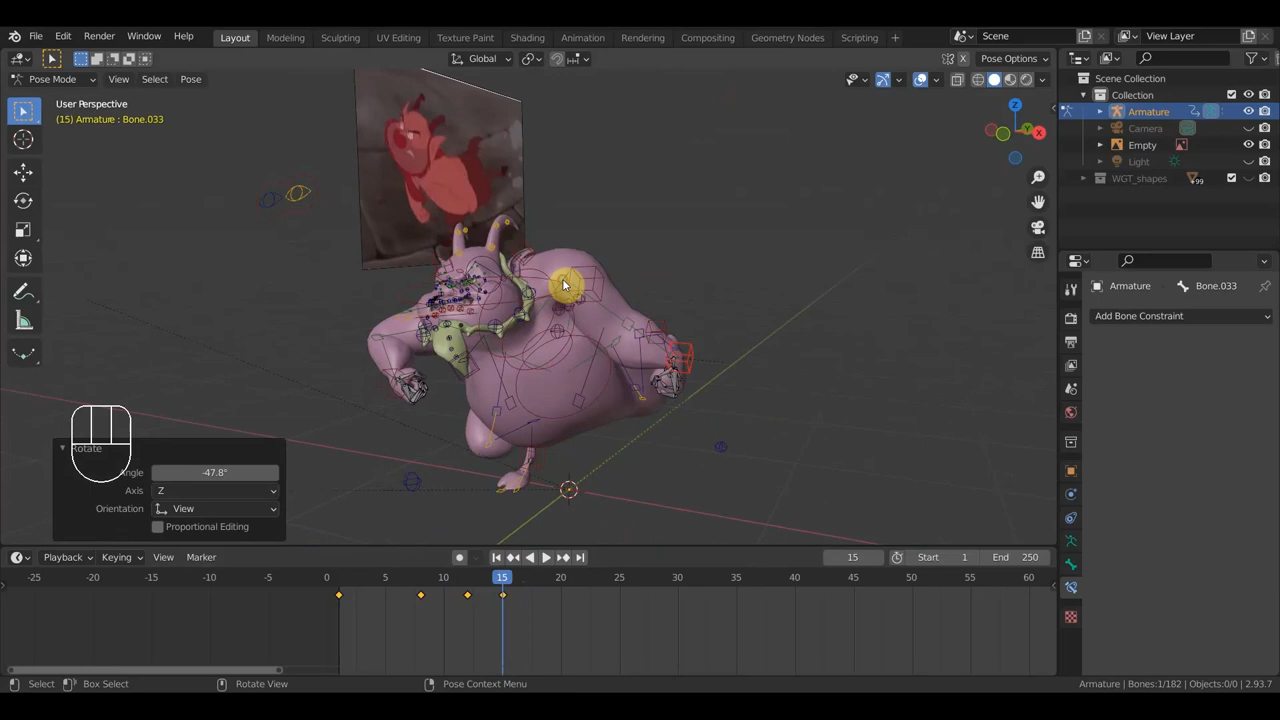 File Edit Render Window Help Layout Modeling Sculpting UV Editing Texture Paint Shading Animation Rendering Compositing Geometry Nodes Scripting + Scene View Layer
Global X Pose Options
Pose Mode View Select Pose
User Perspective
(15) Armature : Bone.033
Z
Y
X
Scene Collection
Collection
Armature
Camera
Empty
Light
WGT_shapes 99
Armature Bone.033
Add Bone Constraint
Rotate
Angle -47.8°
Axis Z
Orientation View
Proportional Editing
Playback Keying View Marker 15 Start 1 End 250
-25 -20 -15 -10 -5 0 5 10 15 20 25 30 35 40 45 50 55 60
Select Box Select Rotate View Pose Context Menu Armature | Bones:1/182 | Objects:0/0 | 2.93.7